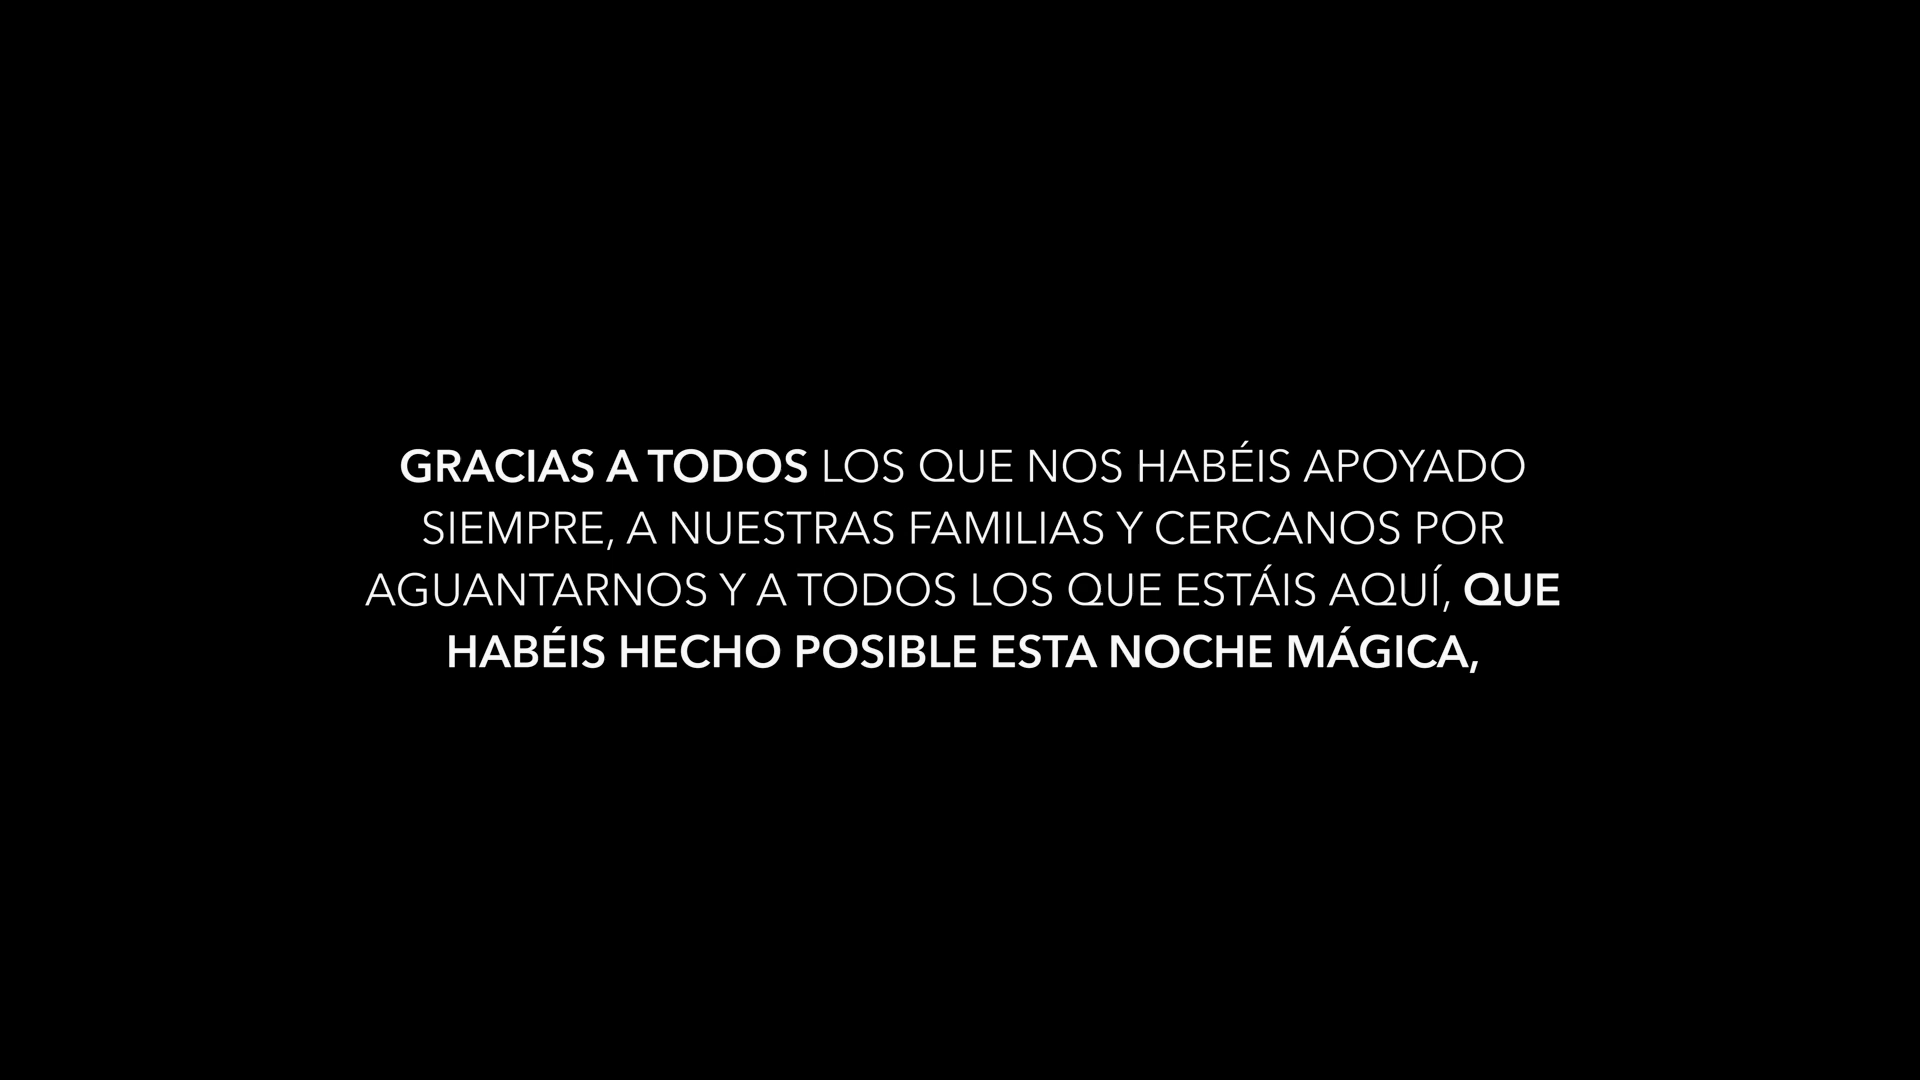 GRACIAS A TODOS LOS QUE NOS HABÉIS APOYADO
SIEMPRE, A NUESTRAS FAMILIAS Y CERCANOS POR
AGUANTARNOS Y A TODOS LOS QUE ESTÁIS AQUÍ, QUE
HABÉIS HECHO POSIBLE ESTA NOCHE MÁGICA,